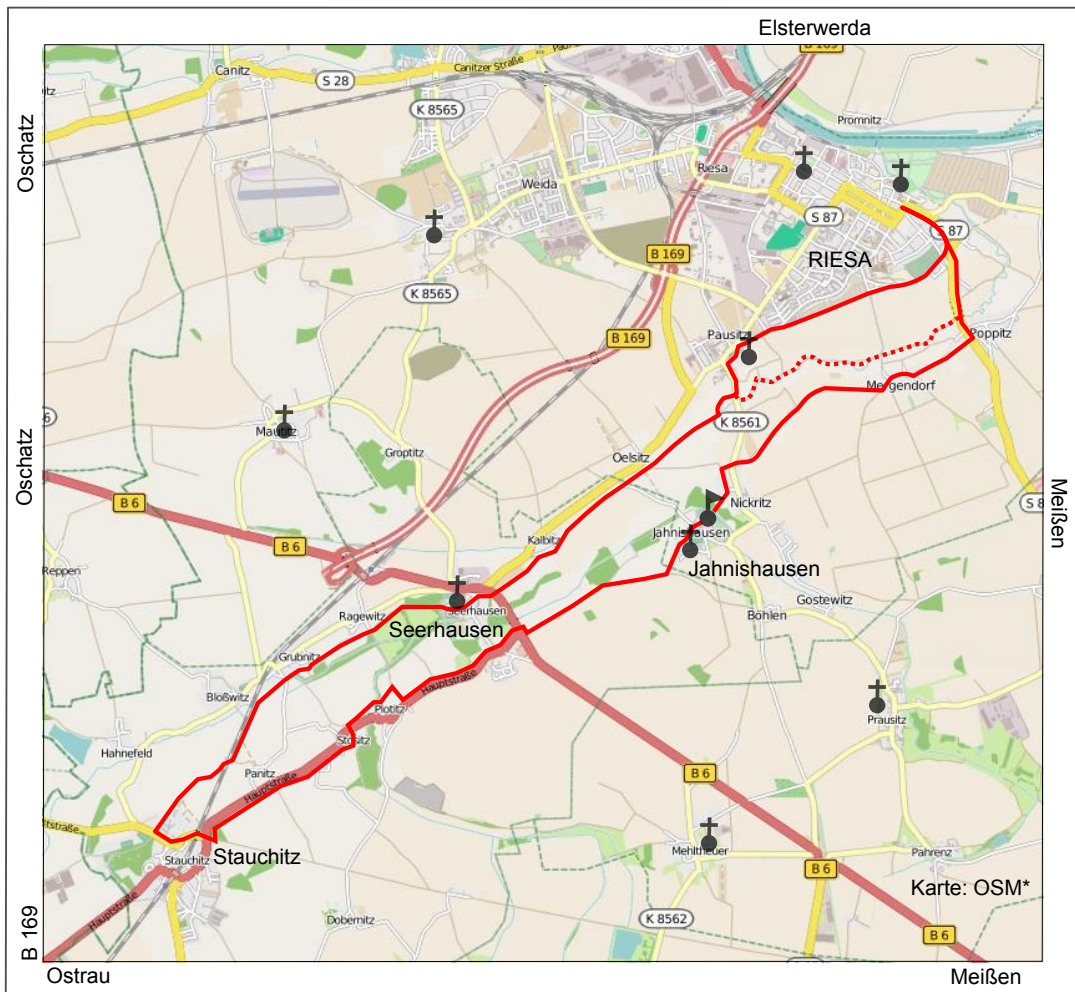 Elsterwerda
B 169
Canitzer Straße
Canitz
S 28
K 8565
Promnitz
Oschatz
Riesa
Weida
S 87
S 87
RIESA
B 169
K 8565
B 169
Pausitz
Poppitz
Mergendorf
K 8561
Mautitz
Groptitz
Oelsitz
Oschatz
Meißen
B 6
Nickritz
Jahnishausen
Kalbitz
B 6
Jahnishausen
Reppen
Gostewitz
Böhlen
Seerhausen
Ragewitz
Seerhausen
Grubnitz
Hauptstraße
Bloßwitz
Plotitz
Prausitz
Stösitz
Hahnefeld
Panitz
B 6
Hauptstraße
Stauchitz
Stauchitz
Mehltheuer
Pahrenz
B 6
Karte: OSM*
Hauptstraße
Dobernitz
K 8562
B 169
B 6
Ostrau
Meißen